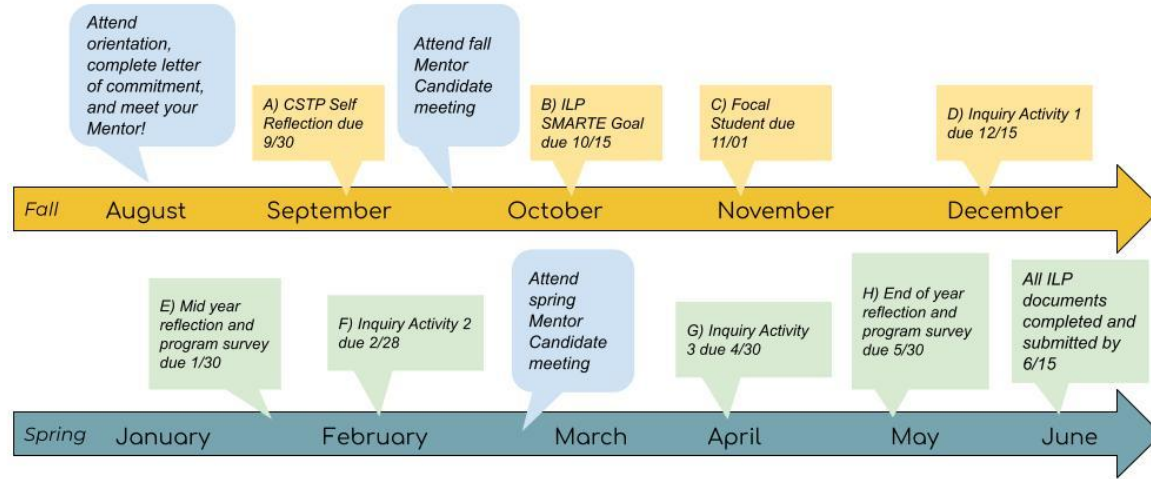 Attend
orientation,
complete letter
of commitment,
and meet your
Mentor!
A) CSTP Self
Reflection due
9/30
Attend fall
Mentor
Candidate
meeting
B) ILP
SMARTE Goal
due 10/15
C) Focal
Student due
11/01
D) Inquiry Activity 1
due 12/15
Fall August September October November December
E) Mid year
reflection and
program survey
due 1/30
F) Inquiry Activity 2
due 2/28
Attend
spring
Mentor
Candidate
meeting
G) Inquiry Activity
3 due 4/30
H) End of year
reflection and
program survey
due 5/30
All ILP
documents
completed and
submitted by
6/15
Spring January February March April May June